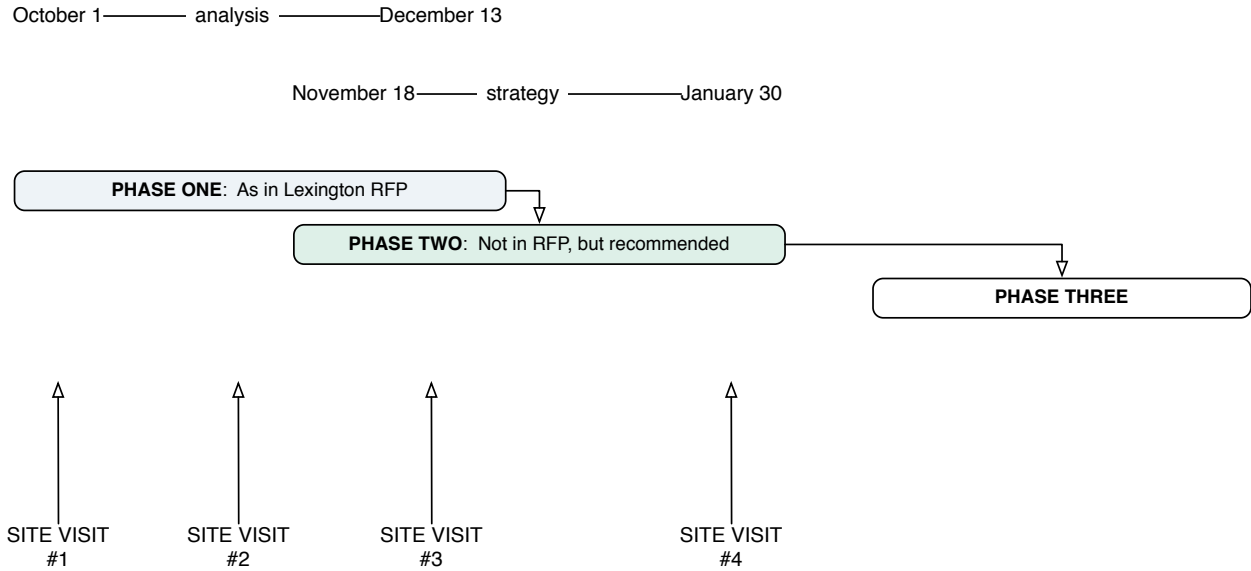 October 1 analysis December 13
November 18 strategy January 30
PHASE ONE: As in Lexington RFP
PHASE TWO: Not in RFP, but recommended
PHASE THREE
SITE VISIT
#1
SITE VISIT
#2
SITE VISIT
#3
SITE VISIT
#4